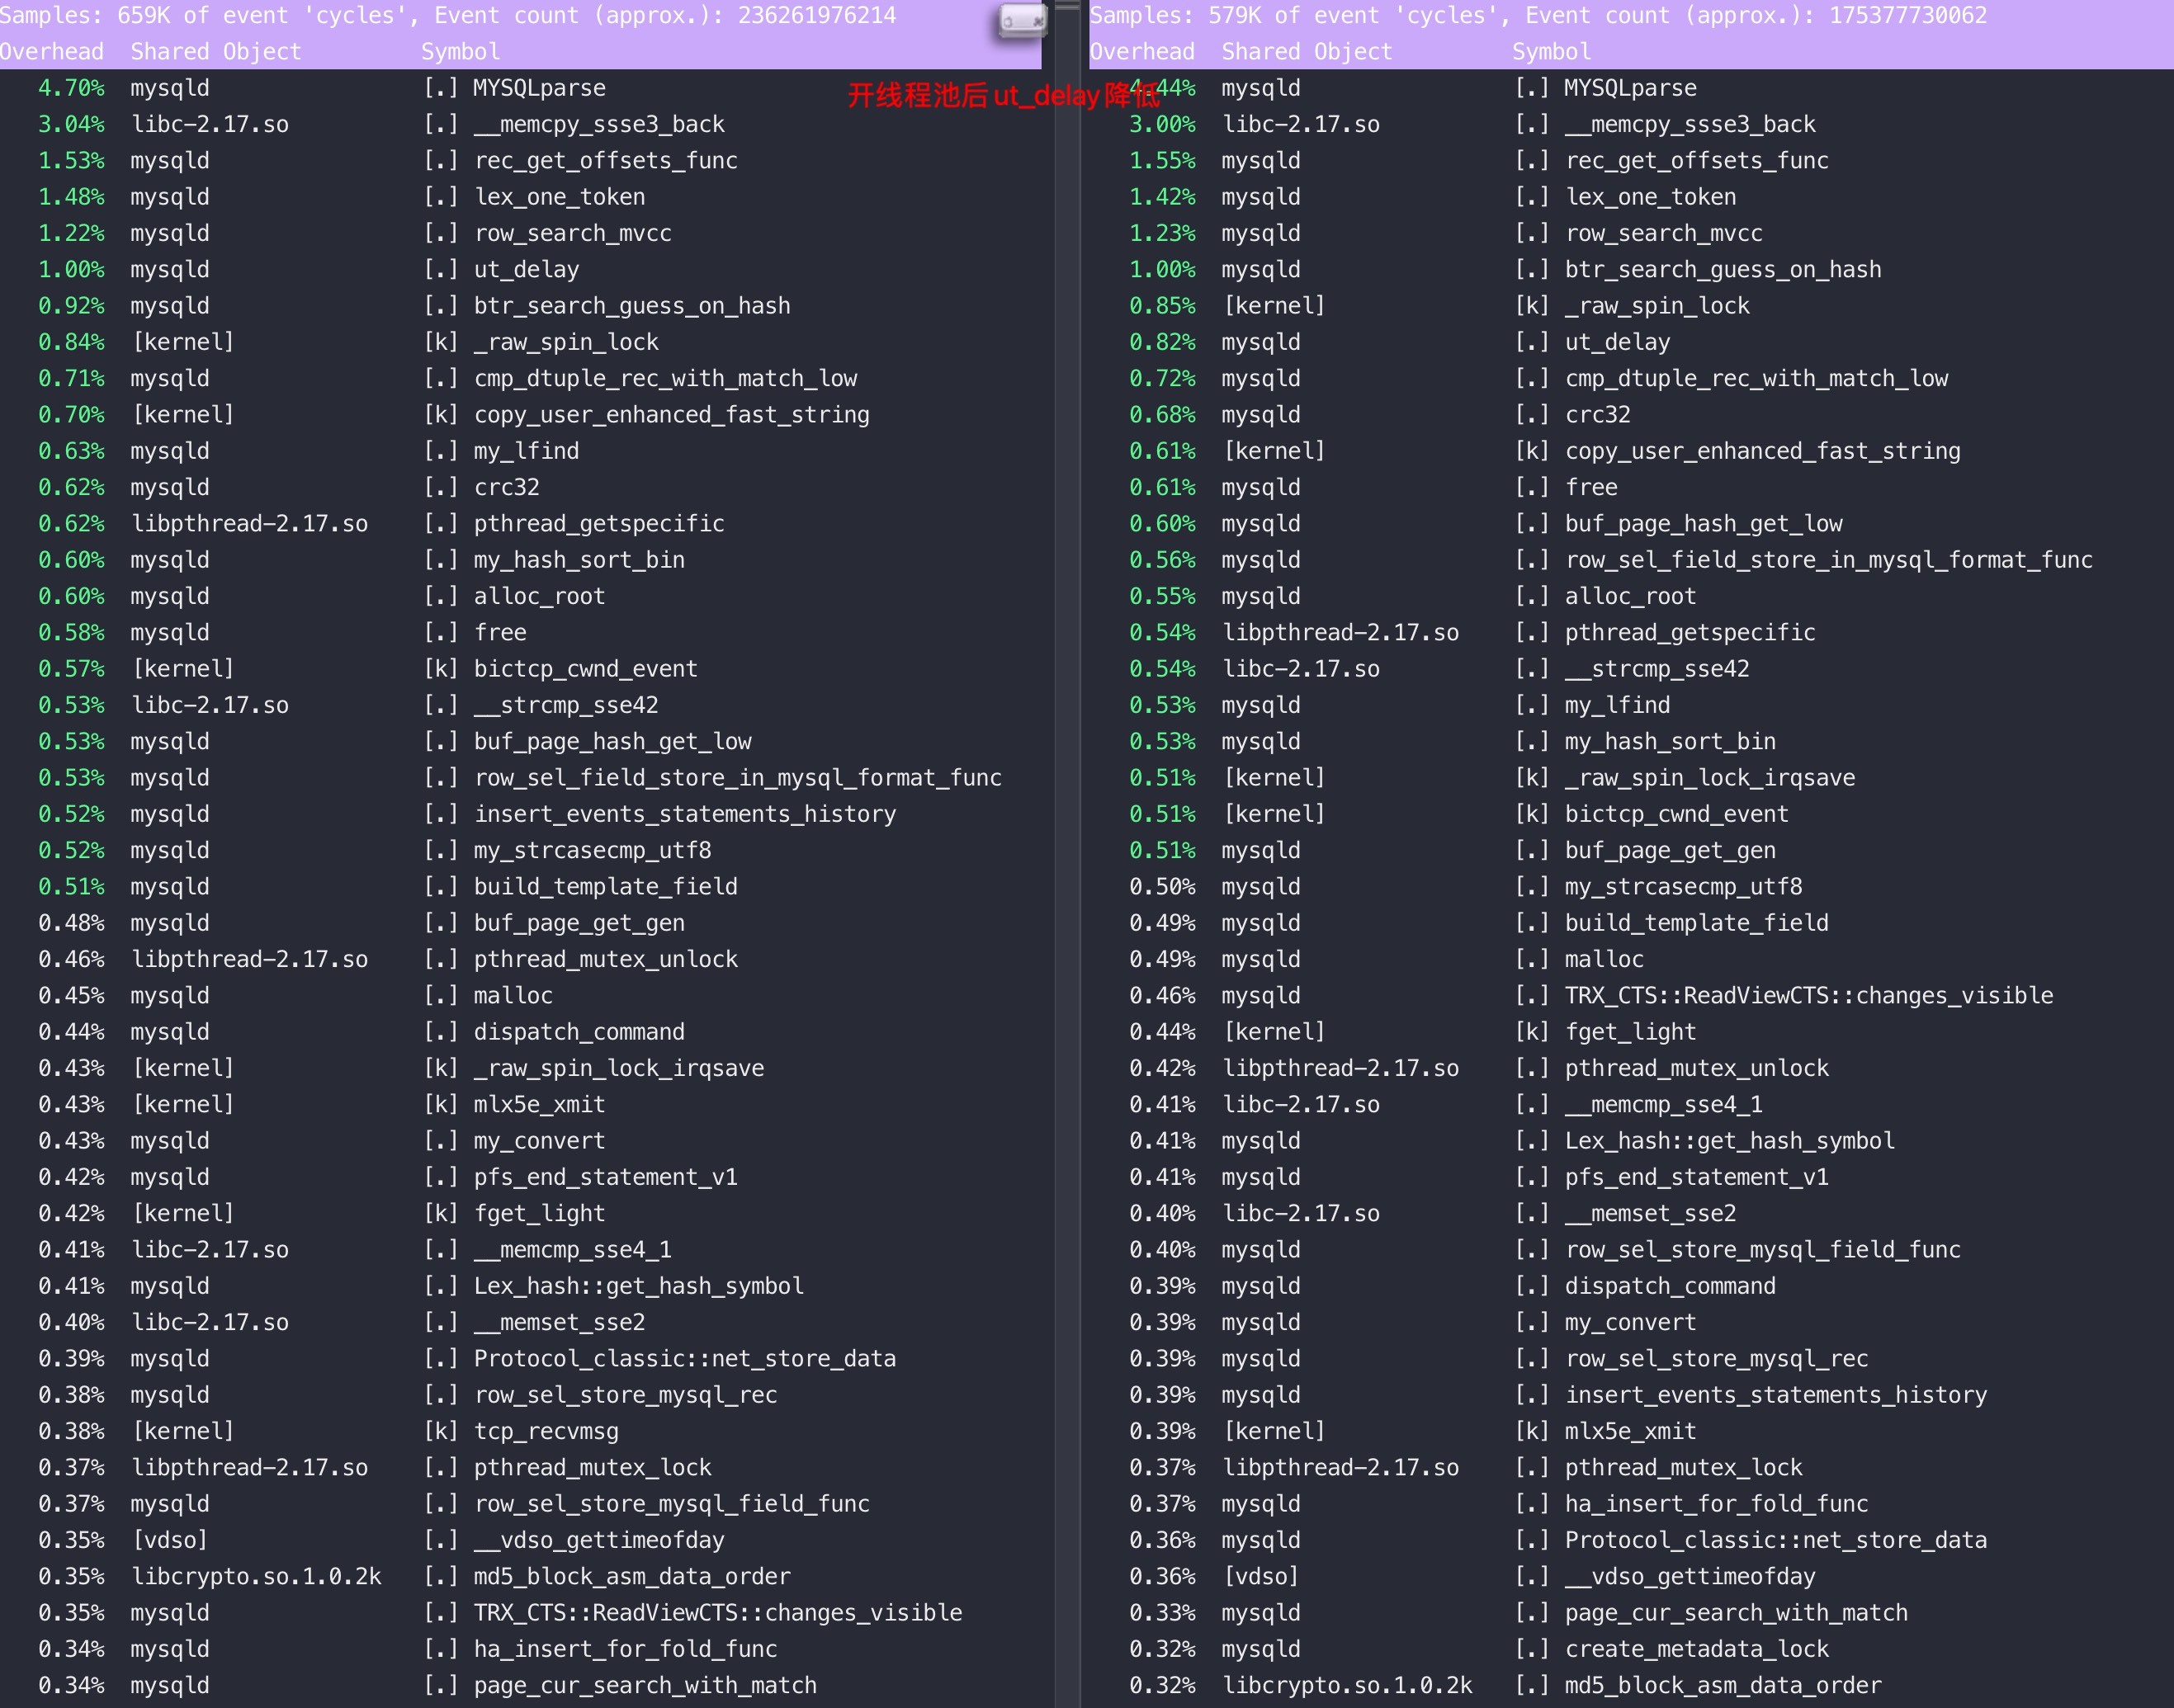 Samples: 659K of event 'cycles', Event count (approx.): 236261976214
Overhead Shared Object Symbol
4.70% mysqld [.] MYSQLparse
3.04% libc-2.17.so [.] __memcpy_ssse3_back
1.53% mysqld [.] rec_get_offsets_func
1.48% mysqld [.] lex_one_token
1.22% mysqld [.] row_search_mvcc
1.00% mysqld [.] ut_delay
0.92% mysqld [.] btr_search_guess_on_hash
0.84% [kernel] [k] _raw_spin_lock
0.71% mysqld [.] cmp_dtuple_rec_with_match_low
0.70% [kernel] [k] copy_user_enhanced_fast_string
0.63% mysqld [.] my_lfind
0.62% mysqld [.] crc32
0.62% libpthread-2.17.so [.] pthread_getspecific
0.60% mysqld [.] my_hash_sort_bin
0.60% mysqld [.] alloc_root
0.58% mysqld [.] free
0.57% [kernel] [k] bictcp_cwnd_event
0.53% libc-2.17.so [.] __strcmp_sse42
0.53% mysqld [.] buf_page_hash_get_low
0.53% mysqld [.] row_sel_field_store_in_mysql_format_func
0.52% mysqld [.] insert_events_statements_history
0.52% mysqld [.] my_strcasecmp_utf8
0.51% mysqld [.] build_template_field
0.48% mysqld [.] buf_page_get_gen
0.46% libpthread-2.17.so [.] pthread_mutex_unlock
0.45% mysqld [.] malloc
0.44% mysqld [.] dispatch_command
0.43% [kernel] [k] _raw_spin_lock_irqsave
0.43% [kernel] [k] mlx5e_xmit
0.43% mysqld [.] my_convert
0.42% mysqld [.] pfs_end_statement_v1
0.42% [kernel] [k] fget_light
0.41% libc-2.17.so [.] __memcmp_sse4_1
0.41% mysqld [.] Lex_hash::get_hash_symbol
0.40% libc-2.17.so [.] __memset_sse2
0.39% mysqld [.] Protocol_classic::net_store_data
0.38% mysqld [.] row_sel_store_mysql_rec
0.38% [kernel] [k] tcp_recvmsg
0.37% libpthread-2.17.so [.] pthread_mutex_lock
0.37% mysqld [.] row_sel_store_mysql_field_func
0.35% [vdso] [.] __vdso_gettimeofday
0.35% libcrypto.so.1.0.2k [.] md5_block_asm_data_order
0.35% mysqld [.] TRX_CTS::ReadViewCTS::changes_visible
0.34% mysqld [.] ha_insert_for_fold_func
0.34% mysqld [.] page_cur_search_with_match
开线程池后ut_delay降低
Samples: 579K of event 'cycles', Event count (approx.): 175377730062
Overhead Shared Object Symbol
4.44% mysqld [.] MYSQLparse
3.00% libc-2.17.so [.] __memcpy_ssse3_back
1.55% mysqld [.] rec_get_offsets_func
1.42% mysqld [.] lex_one_token
1.23% mysqld [.] row_search_mvcc
1.00% mysqld [.] btr_search_guess_on_hash
0.85% [kernel] [k] _raw_spin_lock
0.82% mysqld [.] ut_delay
0.72% mysqld [.] cmp_dtuple_rec_with_match_low
0.68% mysqld [.] crc32
0.61% [kernel] [k] copy_user_enhanced_fast_string
0.61% mysqld [.] free
0.60% mysqld [.] buf_page_hash_get_low
0.56% mysqld [.] row_sel_field_store_in_mysql_format_func
0.55% mysqld [.] alloc_root
0.54% libpthread-2.17.so [.] pthread_getspecific
0.54% libc-2.17.so [.] __strcmp_sse42
0.53% mysqld [.] my_lfind
0.53% mysqld [.] my_hash_sort_bin
0.51% [kernel] [k] _raw_spin_lock_irqsave
0.51% [kernel] [k] bictcp_cwnd_event
0.51% mysqld [.] buf_page_get_gen
0.50% mysqld [.] my_strcasecmp_utf8
0.49% mysqld [.] build_template_field
0.49% mysqld [.] malloc
0.46% mysqld [.] TRX_CTS::ReadViewCTS::changes_visible
0.44% [kernel] [k] fget_light
0.42% libpthread-2.17.so [.] pthread_mutex_unlock
0.41% libc-2.17.so [.] __memcmp_sse4_1
0.41% mysqld [.] Lex_hash::get_hash_symbol
0.41% mysqld [.] pfs_end_statement_v1
0.40% libc-2.17.so [.] __memset_sse2
0.40% mysqld [.] row_sel_store_mysql_field_func
0.39% mysqld [.] dispatch_command
0.39% mysqld [.] my_convert
0.39% mysqld [.] row_sel_store_mysql_rec
0.39% mysqld [.] insert_events_statements_history
0.39% [kernel] [k] mlx5e_xmit
0.37% libpthread-2.17.so [.] pthread_mutex_lock
0.37% mysqld [.] ha_insert_for_fold_func
0.36% mysqld [.] Protocol_classic::net_store_data
0.36% [vdso] [.] __vdso_gettimeofday
0.33% mysqld [.] page_cur_search_with_match
0.32% mysqld [.] create_metadata_lock
0.32% libcrypto.so.1.0.2k [.] md5_block_asm_data_order